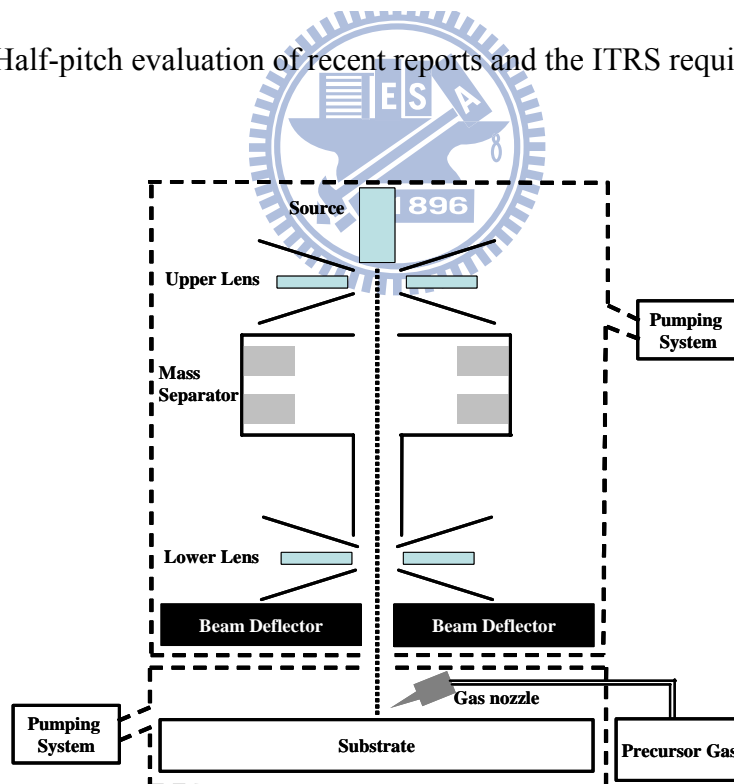 Half-pitch evaluation of recent reports and the ITRS requi
E S A
1896
Source
Upper Lens
Pumping
System
Mass
Separator
Lower Lens
Beam Deflector
Beam Deflector
Gas nozzle
Pumping
System
Substrate
Precursor Gas